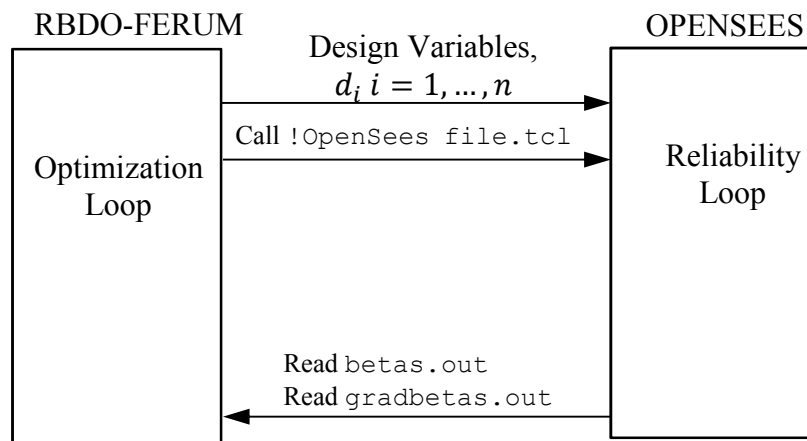 RBDO-FERUM
OPENSEES
Design Variables,
𝑑ᵢ 𝑖 = 1, … , 𝑛
Call !OpenSees file.tcl
Optimization
Loop
Reliability
Loop
Read betas.out
Read gradbetas.out